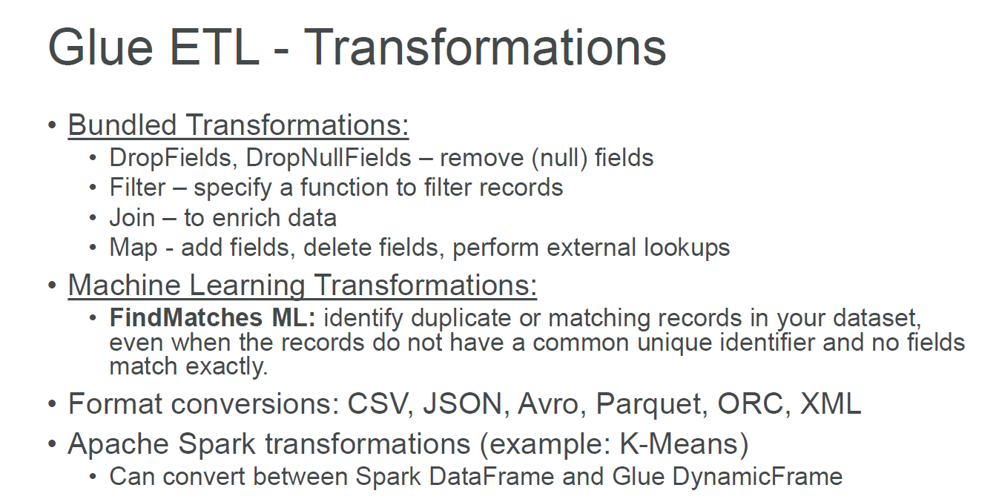 Glue ETL - Transformations
• Bundled Transformations:
• DropFields, DropNullFields – remove (null) fields
• Filter – specify a function to filter records
• Join – to enrich data
• Map - add fields, delete fields, perform external lookups
• Machine Learning Transformations:
• FindMatches ML: identify duplicate or matching records in your dataset,
even when the records do not have a common unique identifier and no fields
match exactly.
• Format conversions: CSV, JSON, Avro, Parquet, ORC, XML
• Apache Spark transformations (example: K-Means)
• Can convert between Spark DataFrame and Glue DynamicFrame